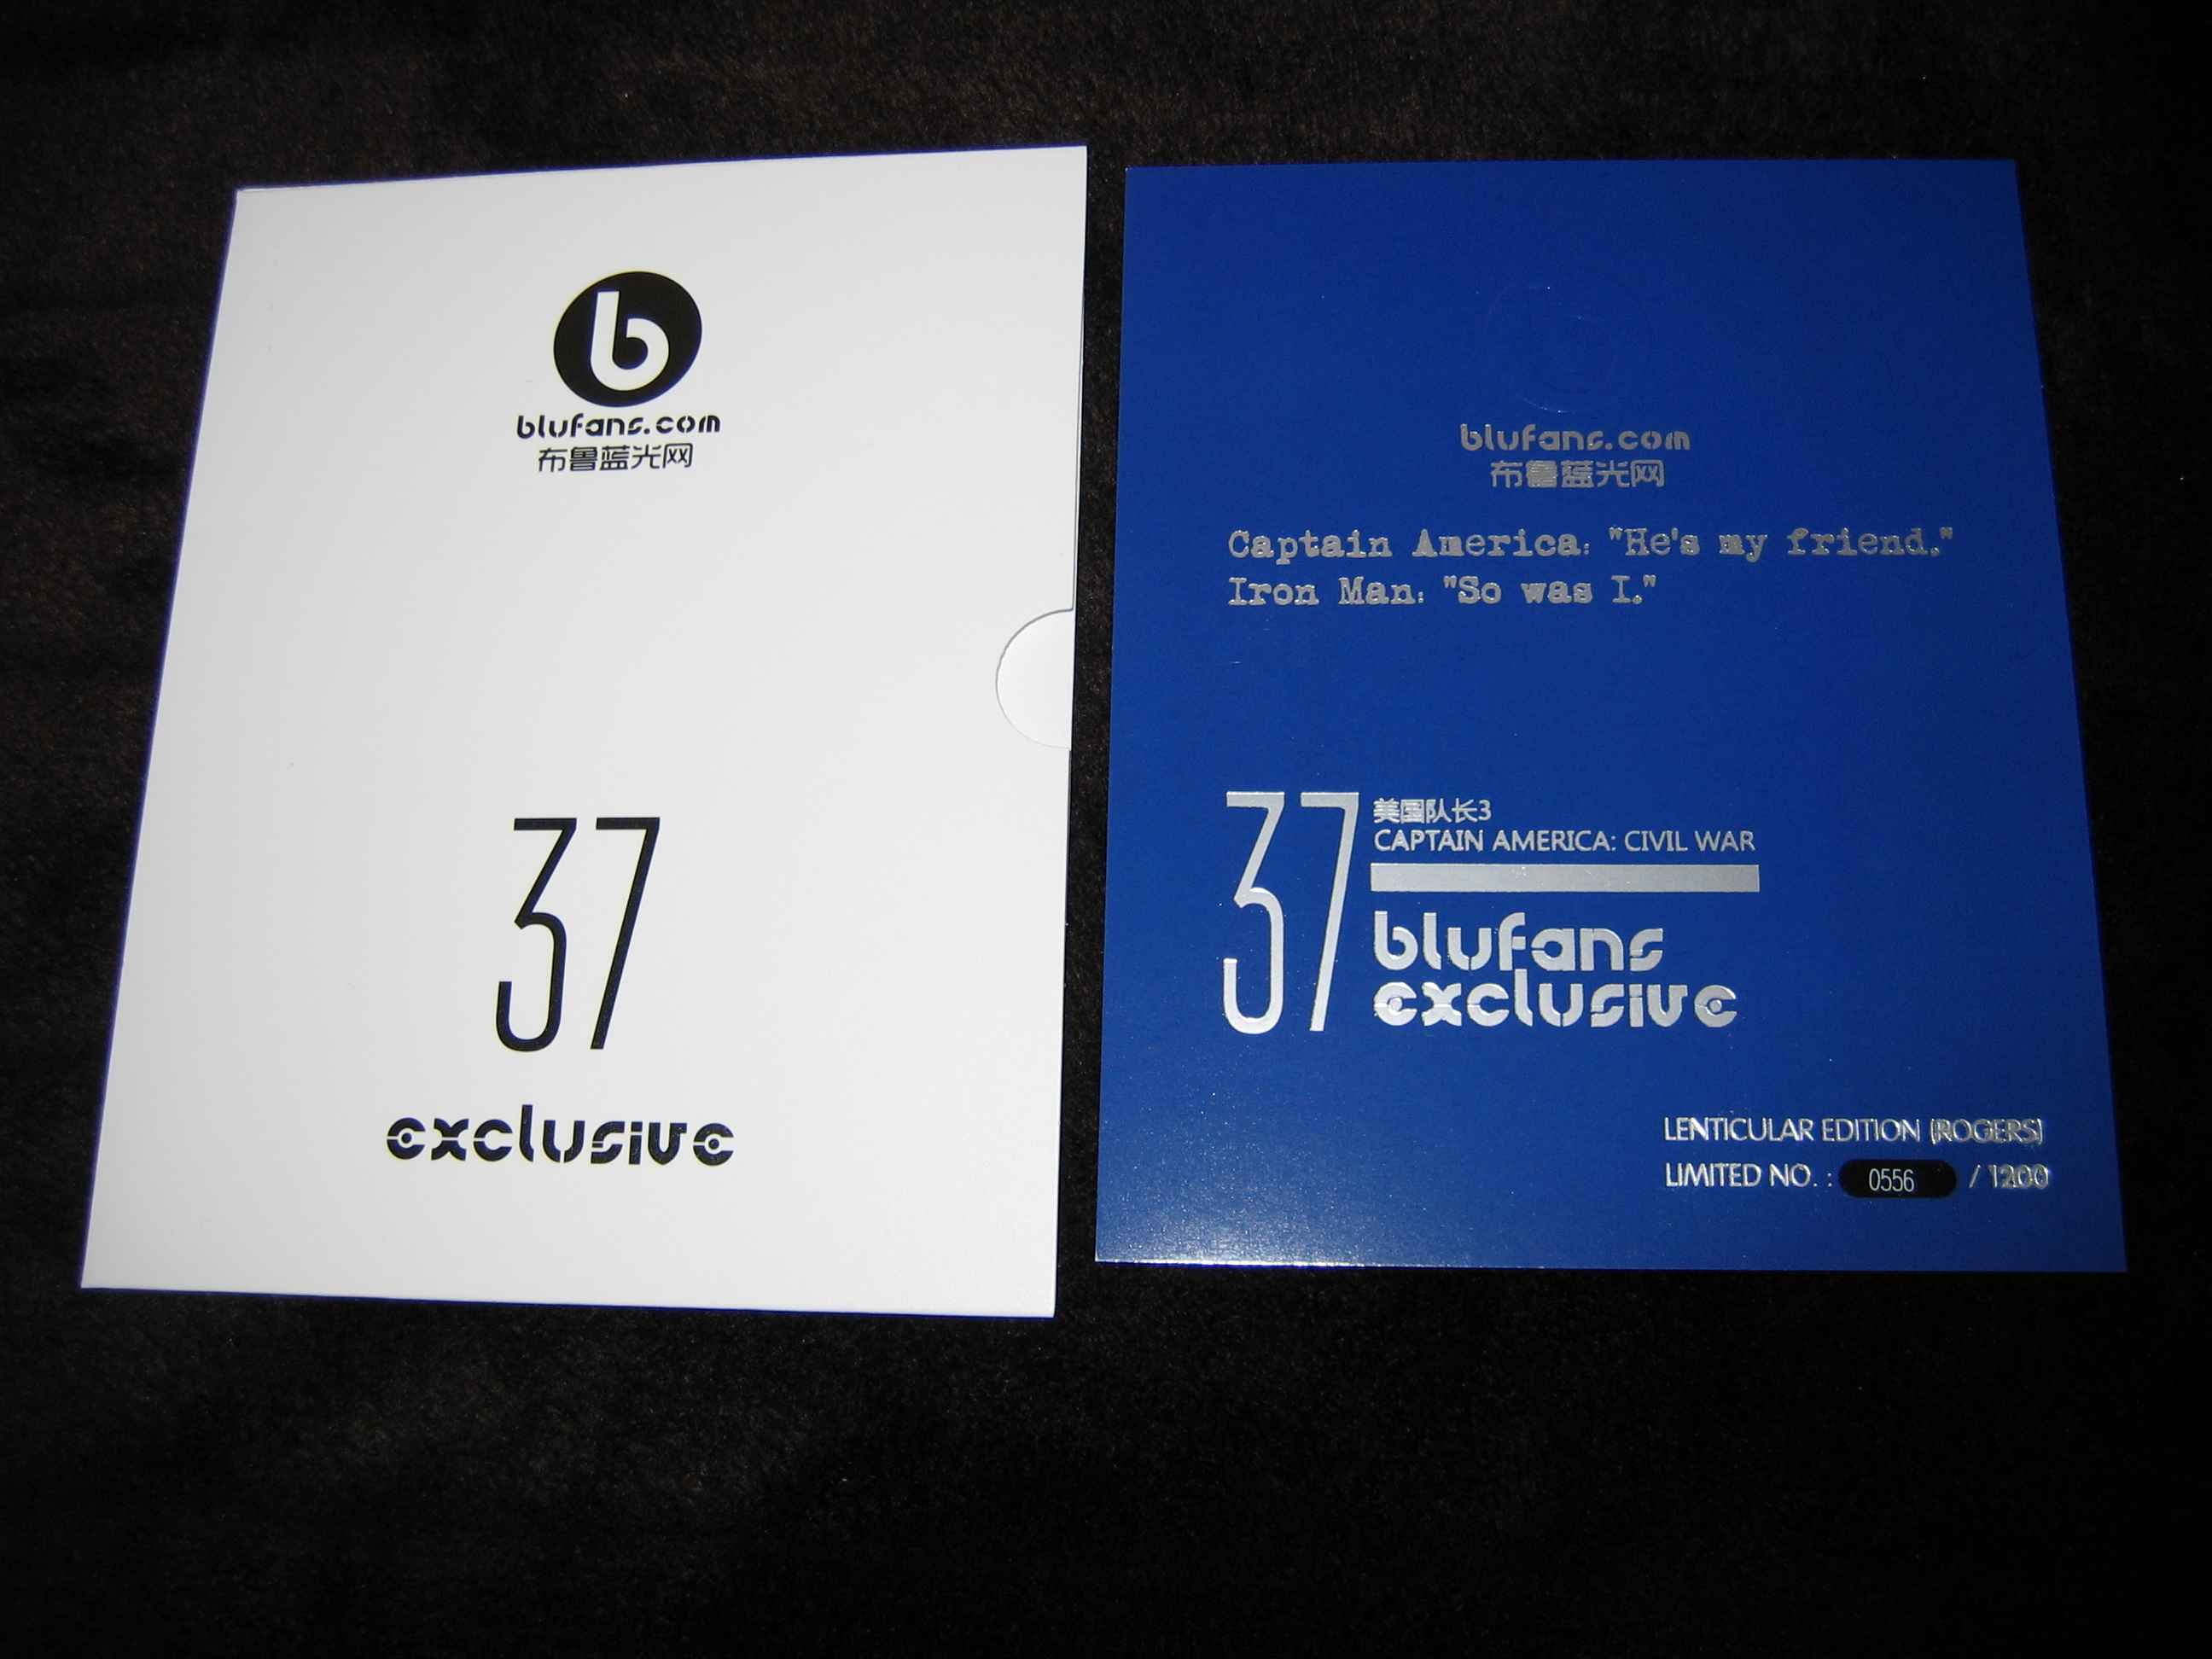 b
blufans.com
布鲁蓝光网
37
exclusive
blufans.com
布鲁蓝光网
Captain America: "He's my friend."
Iron Man: "So was I."
37
美国队长3
CAPTAIN AMERICA: CIVIL WAR
blufans
exclusive
LENTICULAR EDITION (ROGERS)
LIMITED NO. : 0556 / 1200